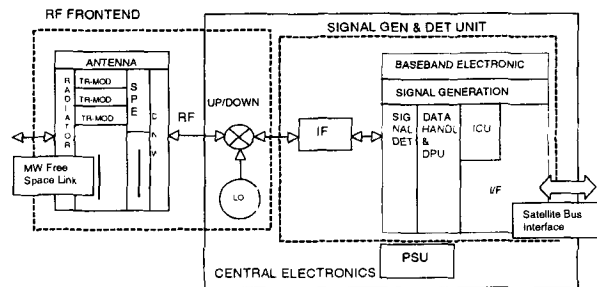 RF FRONTEND
SIGNAL GEN & DET UNIT
ANTENNA
RADIATOR
TR-MOD
TR-MOD
TR-MOD
SPE
RF
UP/DOWN
LO
IF
MW Free
Space Link
BASEBAND ELECTRONIC
SIGNAL GENERATION
SIG
NAL
DET
DATA
HANDL
&
DPU
ICU
I/F
Satellite Bus
Interface
PSU
CENTRAL ELECTRONICS